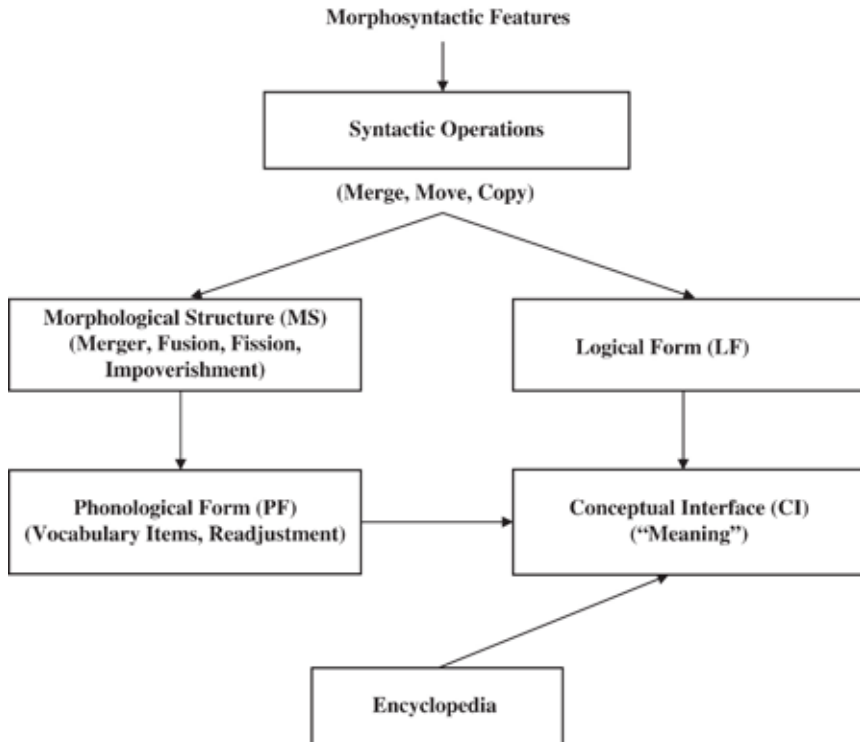 Morphosyntactic Features
Syntactic Operations
(Merge, Move, Copy)
Morphological Structure (MS)
(Merger, Fusion, Fission,
Impoverishment)
Logical Form (LF)
Phonological Form (PF)
(Vocabulary Items, Readjustment)
Conceptual Interface (CI)
(“Meaning”)
Encyclopedia